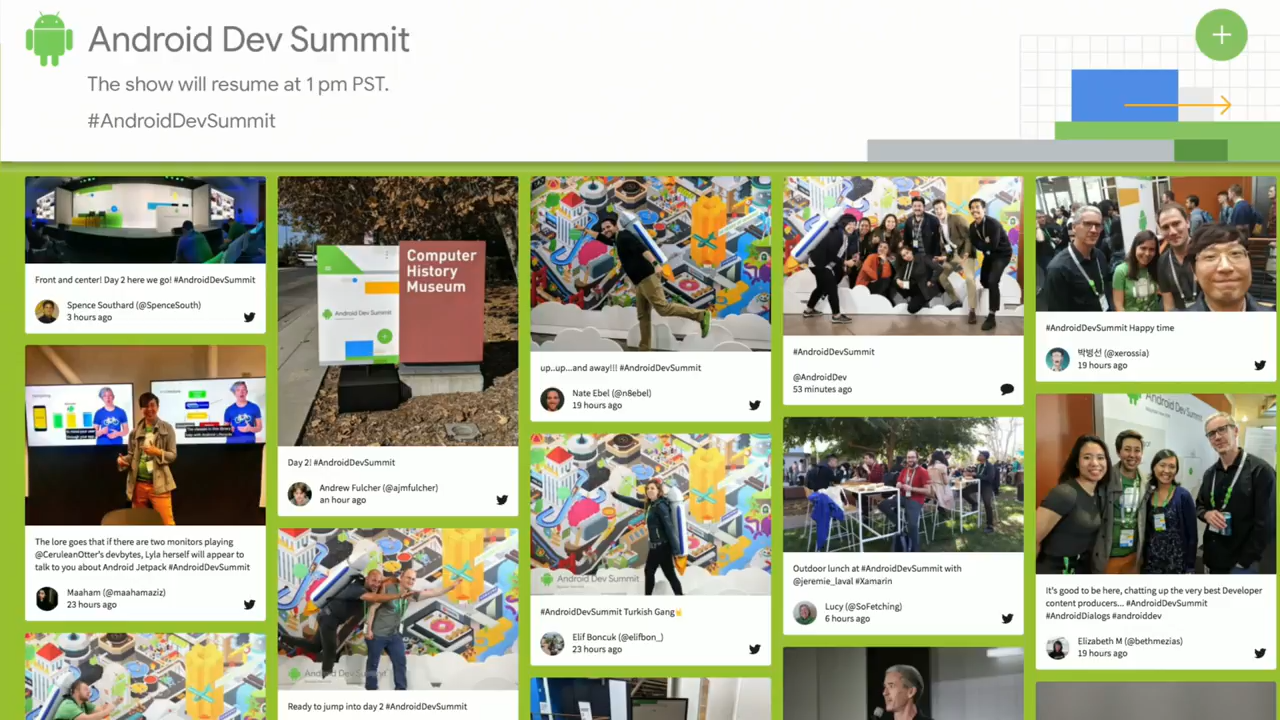 Android Dev Summit
The show will resume at 1 pm PST.
#AndroidDevSummit
Front and center! Day 2 here we go! #AndroidDevSummit
Spence Southard (@SpenceSouth)
3 hours ago
The lore goes that if there are two monitors playing
@CeruleanOtter's devbytes, Lyla herself will appear to
talk to you about Android Jetpack #AndroidDevSummit
Maaham (@maahamaziz)
23 hours ago
Computer
History
Museum
Android Dev Summit
Day 2! #AndroidDevSummit
Andrew Fulcher (@ajmfulcher)
an hour ago
Android Dev Summit
Ready to jump into day 2 #AndroidDevSummit
up..up...and away!!! #AndroidDevSummit
Nate Ebel (@n8ebel)
19 hours ago
Android Dev Summit
#AndroidDevSummit Turkish Gang🤘
Elif Boncuk (@elifbon_)
23 hours ago
#AndroidDevSummit
@AndroidDev
53 minutes ago
Outdoor lunch at #AndroidDevSummit with
@jeremie_laval #Xamarin
Lucy (@SoFetching)
6 hours ago
#AndroidDevSummit Happy time
박병선 (@xerossia)
19 hours ago
Android Dev Summit
It's good to be here, chatting up the very best Developer
content producers... #AndroidDevSummit
#AndroidDialogs #androiddev
Elizabeth M (@bethmezias)
19 hours ago